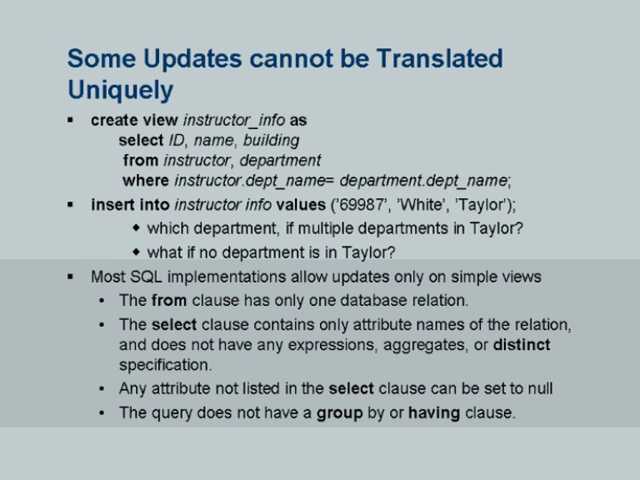 Some Updates cannot be Translated
Uniquely
▪ create view instructor_info as
select ID, name, building
from instructor, department
where instructor.dept_name= department.dept_name;
▪ insert into instructor info values (’69987’, ’White’, ’Taylor’);
◆ which department, if multiple departments in Taylor?
◆ what if no department is in Taylor?
▪ Most SQL implementations allow updates only on simple views
• The from clause has only one database relation.
• The select clause contains only attribute names of the relation,
and does not have any expressions, aggregates, or distinct
specification.
• Any attribute not listed in the select clause can be set to null
• The query does not have a group by or having clause.